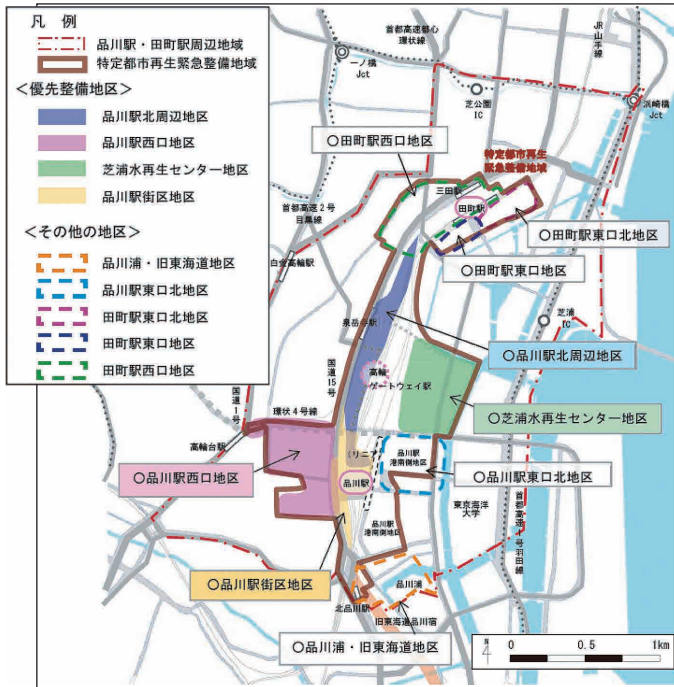 凡 例
品川駅・田町駅周辺地域
特定都市再生緊急整備地域
＜優先整備地区＞
品川駅北周辺地区
品川駅西口地区
芝浦水再生センター地区
品川駅街区地区
＜その他の地区＞
品川浦・旧東海道地区
品川駅東口北地区
田町駅東口北地区
田町駅東口地区
田町駅西口地区
首都高速都心
環状線
JR山手線
一ノ橋
Jct
芝公園
IC
浜崎橋
Jct
〇田町駅西口地区
特定都市再生
緊急整備地域
三田駅
田町駅
首都高速2号
目黒線
〇田町駅東口北地区
〇田町駅東口地区
白金高輪駅
泉岳寺駅
芝浦
IC
国道15号
〇品川駅北周辺地区
高輪
ゲートウェイ駅
国道1号
環状4号線
〇芝浦水再生センター地区
高輪台駅
(リニア)
品川駅
港南側地区
〇品川駅西口地区
〇品川駅東口北地区
品川駅
東京海洋
大学
首都高速1号羽田線
品川駅
港南側地区
〇品川駅街区地区
品川浦
北品川駅
旧東海道品川宿
〇品川浦・旧東海道地区
N
0 0.5 1km